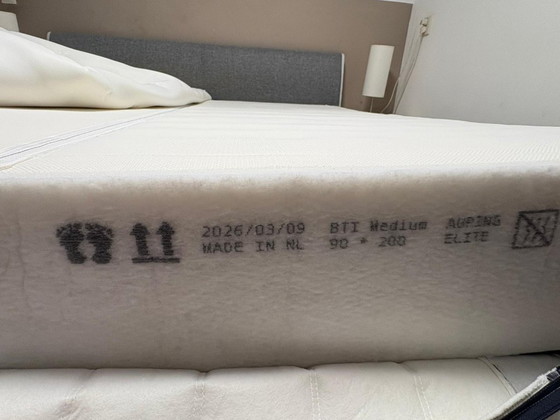 2026/03/09 BTI Medium AUPING
MADE IN NL 90 * 200 ELITE